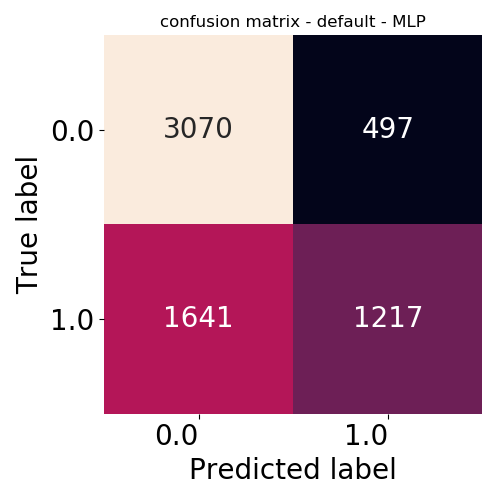 confusion matrix - default - MLP
0.0
3070
497
True label
1.0
1641
1217
0.0
1.0
Predicted label